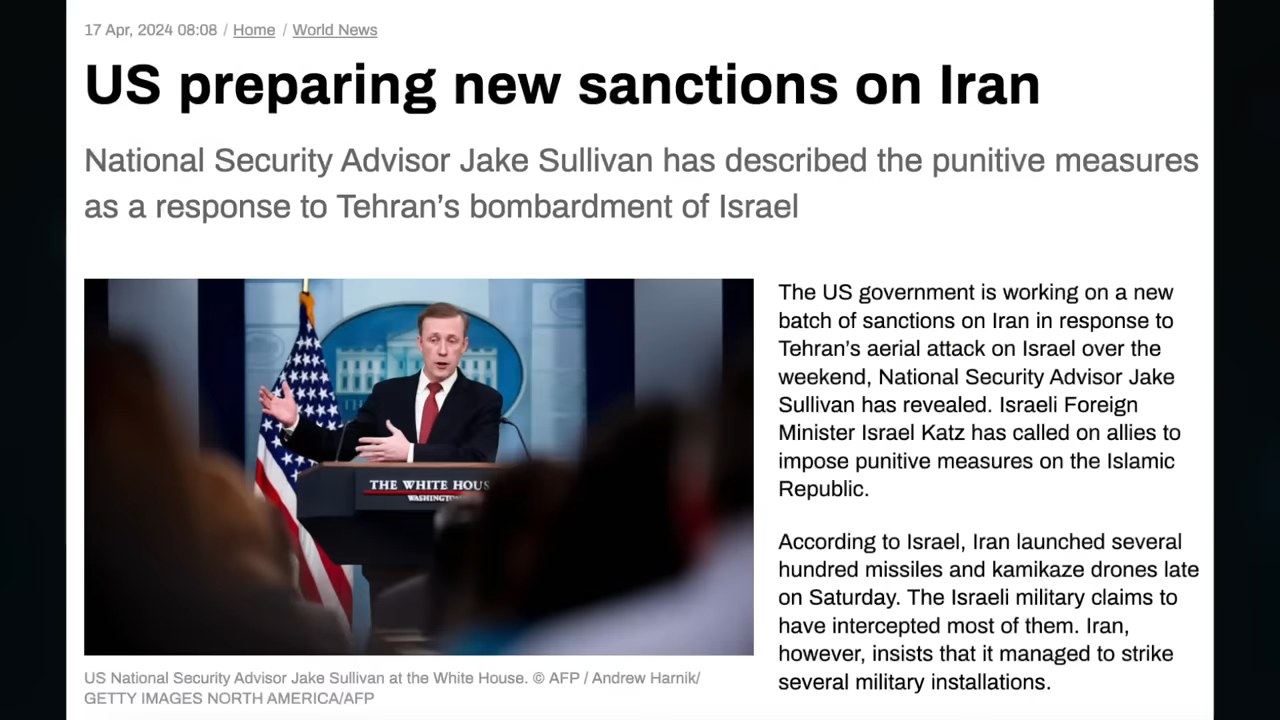 17 Apr, 2024 08:08 / Home / World News
US preparing new sanctions on Iran
National Security Advisor Jake Sullivan has described the punitive measures
as a response to Tehran’s bombardment of Israel
THE WHITE HOUS
WASHINGTO
The US government is working on a new
batch of sanctions on Iran in response to
Tehran’s aerial attack on Israel over the
weekend, National Security Advisor Jake
Sullivan has revealed. Israeli Foreign
Minister Israel Katz has called on allies to
impose punitive measures on the Islamic
Republic.
According to Israel, Iran launched several
hundred missiles and kamikaze drones late
on Saturday. The Israeli military claims to
have intercepted most of them. Iran,
however, insists that it managed to strike
several military installations.
US National Security Advisor Jake Sullivan at the White House. © AFP / Andrew Harnik/
GETTY IMAGES NORTH AMERICA/AFP